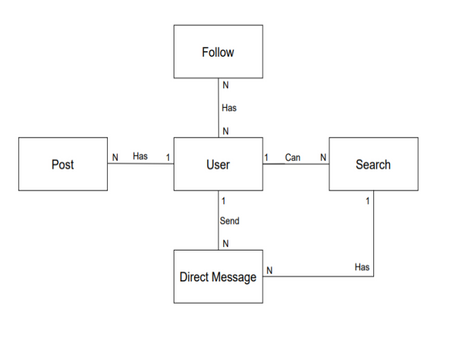 Follow
N
Has
N
Post
N Has 1
User
1 Can N
Search
1
Send
N
1
Has
Direct Message
N